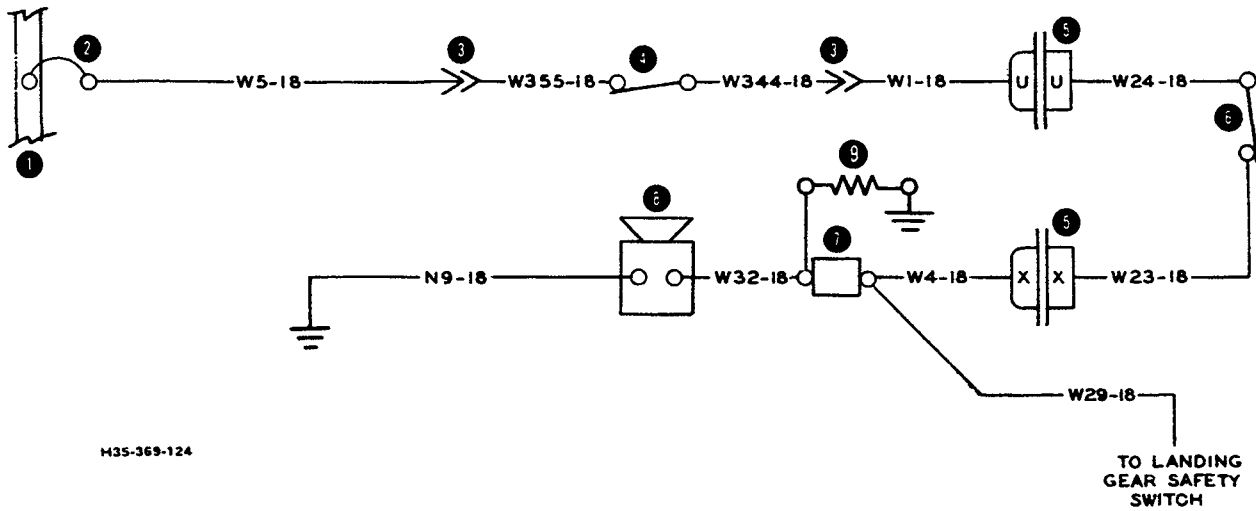 5
2
3
4
3
W5-18
W355-18
W344-18
W1-18
U U
W24-18
6
1
9
8
7
5
N9-18
W32-18
W4-18
X X
W23-18
W29-18
H35-369-124
TO LANDING
GEAR SAFETY
SWITCH